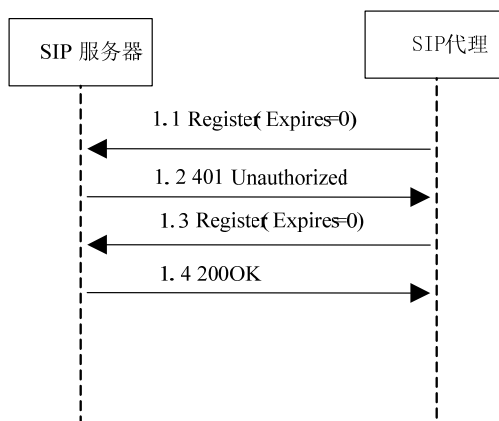 SIP 服务器
SIP代理
1.1 Register(Expires=0)
1.2 401 Unauthorized
1.3 Register(Expires=0)
1.4 200OK